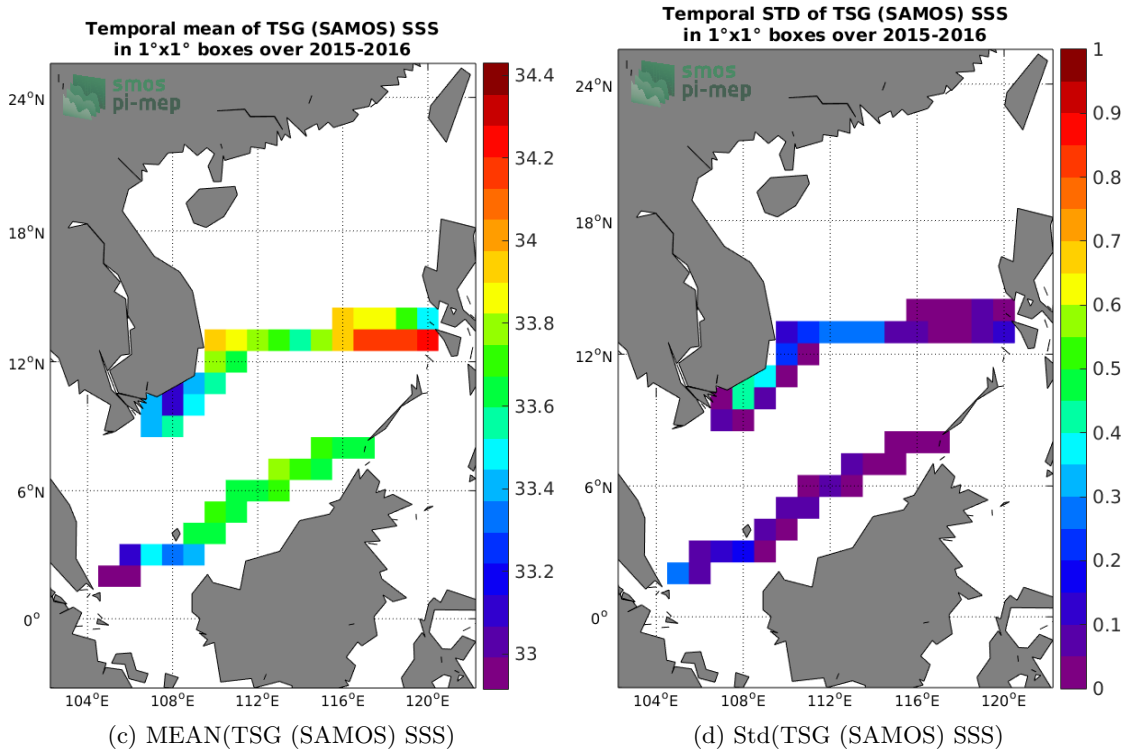 Temporal mean of TSG (SAMOS) SSS
in 1°x1° boxes over 2015-2016
smos
pi-mep
24°N
18°N
12°N
6°N
0°
104°E
108°E
112°E
116°E
120°E
34.4
34.2
34
33.8
33.6
33.4
33.2
33
(c) MEAN(TSG (SAMOS) SSS)
Temporal STD of TSG (SAMOS) SSS
in 1°x1° boxes over 2015-2016
smos
pi-mep
24°N
18°N
12°N
6°N
0°
104°E
108°E
112°E
116°E
120°E
1
0.9
0.8
0.7
0.6
0.5
0.4
0.3
0.2
0.1
0
(d) Std(TSG (SAMOS) SSS)